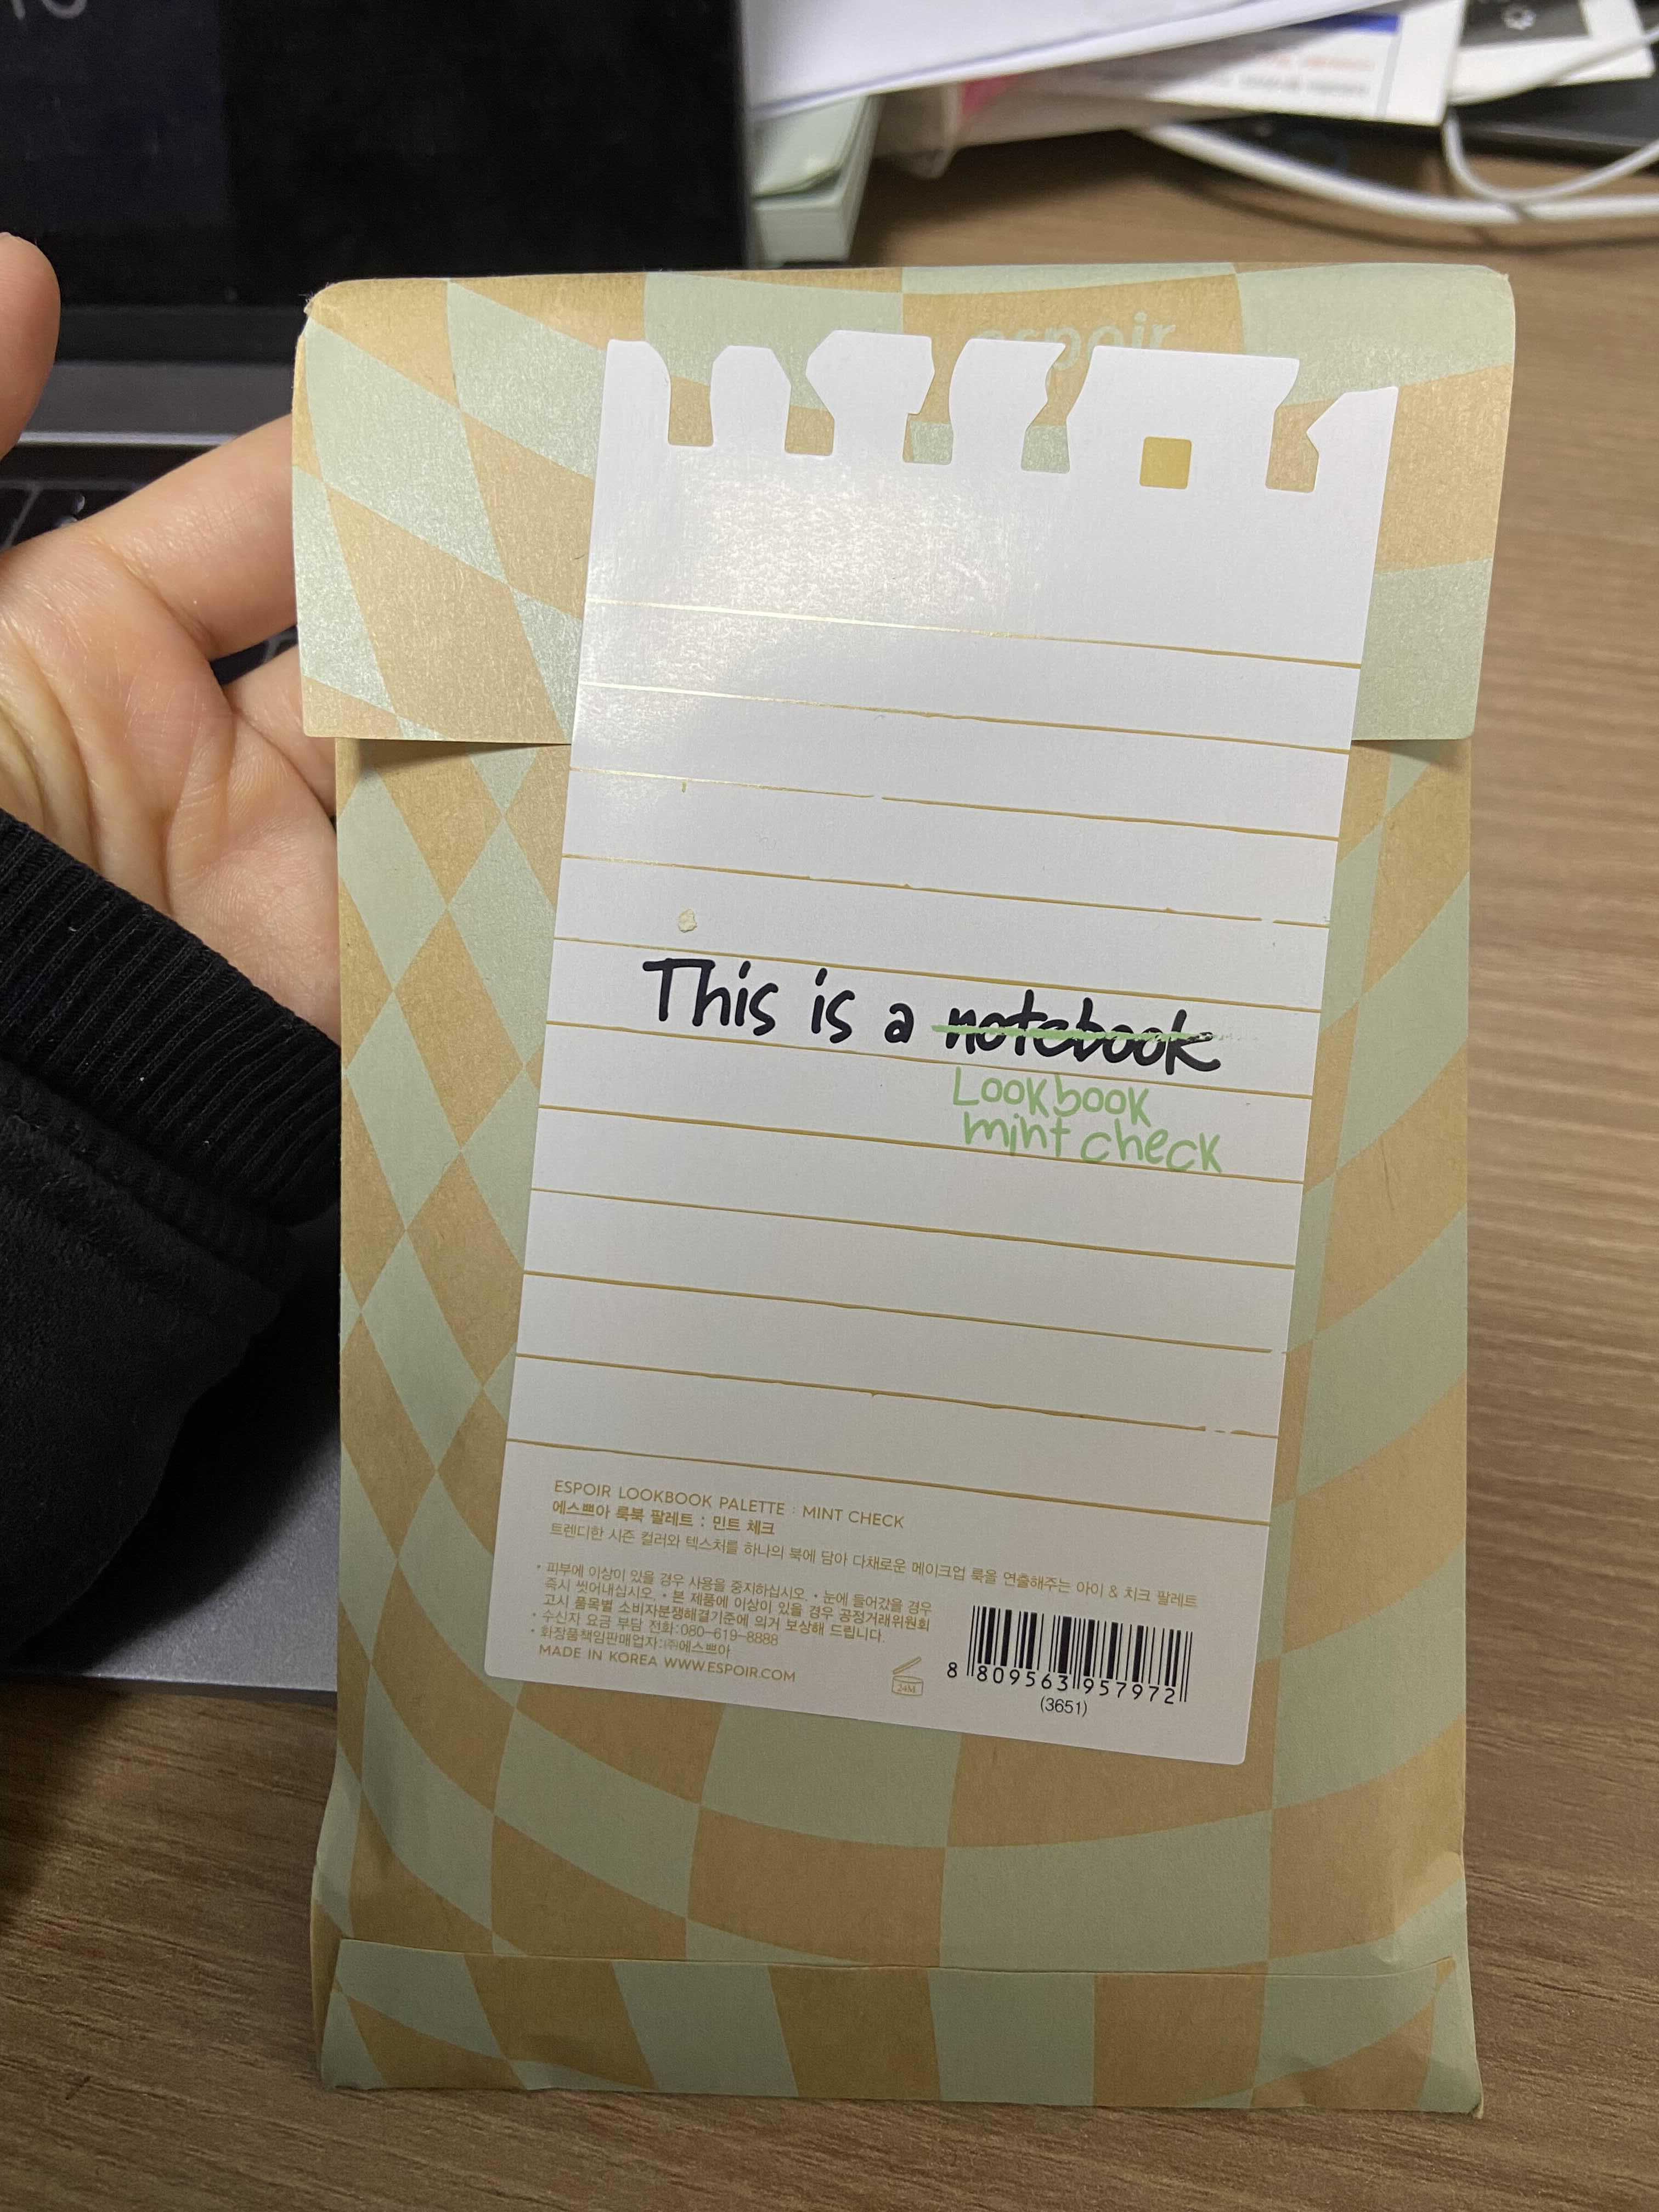 espoir
This is a notebook
Lookbook
mint check
ESPOIR LOOKBOOK PALETTE : MINT CHECK
에스쁘아 룩북 팔레트 : 민트 체크
트렌디한 시즌 컬러와 텍스처를 하나의 북에 담아 다채로운 메이크업 룩을 연출해주는 아이 & 치크 팔레트
• 피부에 이상이 있을 경우 사용을 중지하십시오. • 눈에 들어갔을 경우
즉시 씻어내십시오. • 본 제품에 이상이 있을 경우 공정거래위원회
고시 품목별 소비자분쟁해결기준에 의거 보상해 드립니다.
• 수신자 요금 부담 전화:080-619-8888
• 화장품책임판매업자:㈜에스쁘아
MADE IN KOREA WWW.ESPOIR.COM
24M
8 809563 957972
(3651)